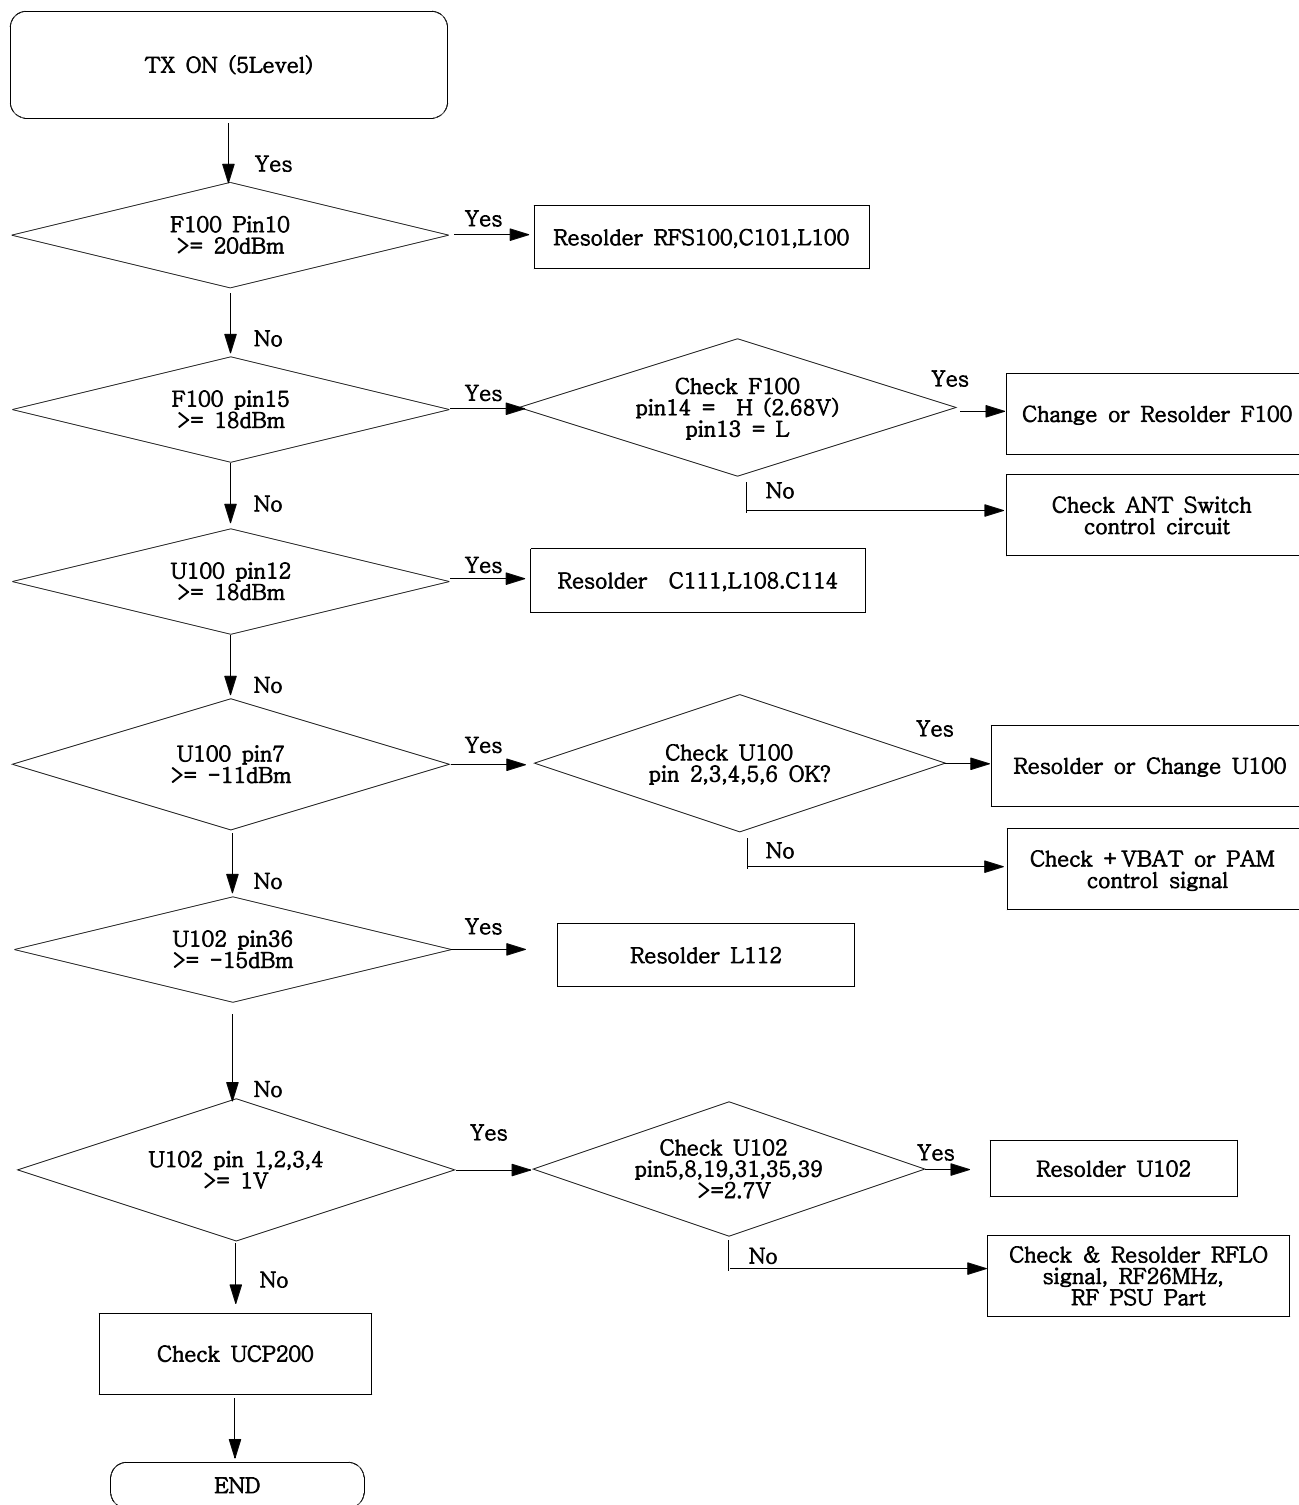 TX ON (5Level)
Yes
F100 Pin10
>= 20dBm
Yes
Resolder RFS100,C101,L100
No
F100 pin15
>= 18dBm
Yes
Check F100
pin14 = H (2.68V)
pin13 = L
Yes
Change or Resolder F100
No
Check ANT Switch
control circuit
No
U100 pin12
>= 18dBm
Yes
Resolder C111,L108.C114
No
U100 pin7
>= -11dBm
Yes
Check U100
pin 2,3,4,5,6 OK?
Yes
Resolder or Change U100
No
Check +VBAT or PAM
control signal
No
U102 pin36
>= -15dBm
Yes
Resolder L112
No
U102 pin 1,2,3,4
>= 1V
Yes
Check U102
pin5,8,19,31,35,39
>=2.7V
Yes
Resolder U102
No
Check & Resolder RFLO
signal, RF26MHz,
RF PSU Part
No
Check UCP200
END